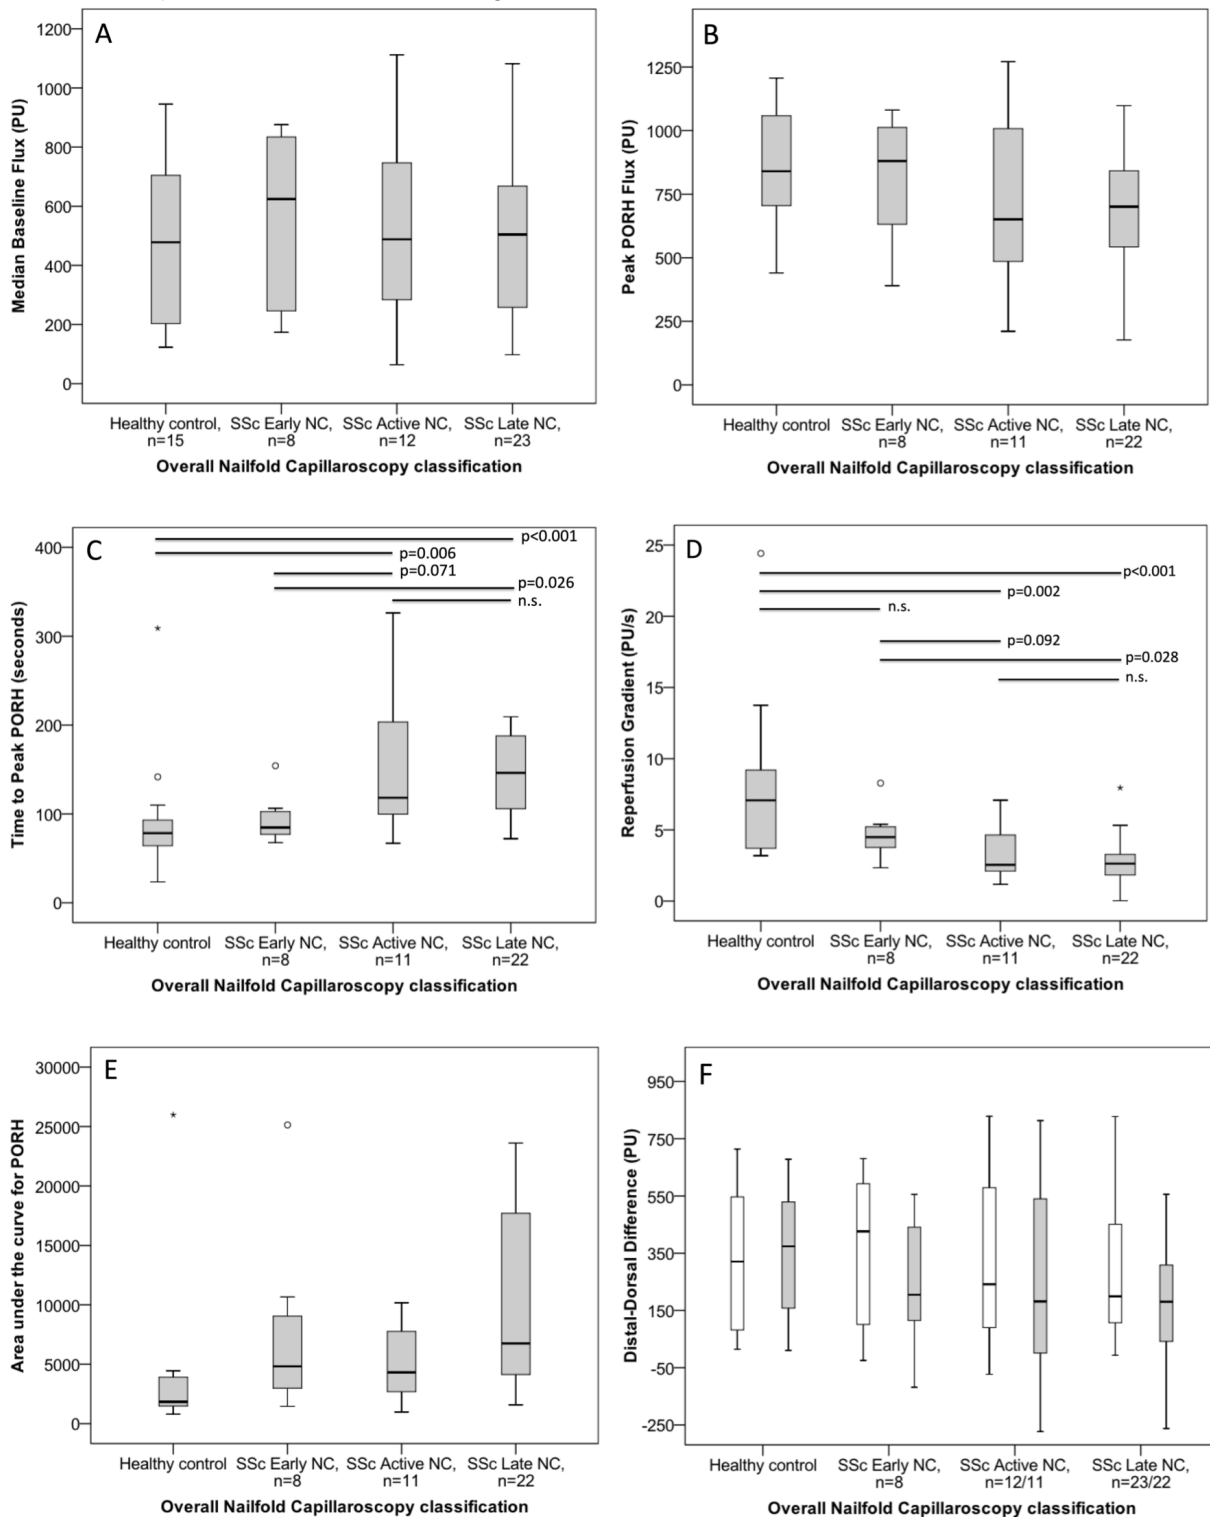 A
1200
1000
800
600
400
200
0
Median Baseline Flux (PU)
Healthy control, n=15
SSc Early NC, n=8
SSc Active NC, n=12
SSc Late NC, n=23
Overall Nailfold Capillaroscopy classification
B
1250
1000
750
500
250
0
Peak PORH Flux (PU)
Healthy control
SSc Early NC, n=8
SSc Active NC, n=11
SSc Late NC, n=22
Overall Nailfold Capillaroscopy classification
C
400
300
200
100
0
Time to Peak PORH (seconds)
p<0.001
p=0.006
p=0.071
p=0.026
n.s.
Healthy control
SSc Early NC, n=8
SSc Active NC, n=11
SSc Late NC, n=22
Overall Nailfold Capillaroscopy classification
D
25
20
15
10
5
0
Reperfusion Gradient (PU/s)
p<0.001
p=0.002
n.s.
p=0.092
p=0.028
n.s.
Healthy control
SSc Early NC, n=8
SSc Active NC, n=11
SSc Late NC, n=22
Overall Nailfold Capillaroscopy classification
E
30000
25000
20000
15000
10000
5000
0
Area under the curve for PORH
Healthy control
SSc Early NC, n=8
SSc Active NC, n=11
SSc Late NC, n=22
Overall Nailfold Capillaroscopy classification
F
950
750
550
350
150
-50
-250
Distal-Dorsal Difference (PU)
Healthy control
SSc Early NC, n=8
SSc Active NC, n=12/11
SSc Late NC, n=23/22
Overall Nailfold Capillaroscopy classification